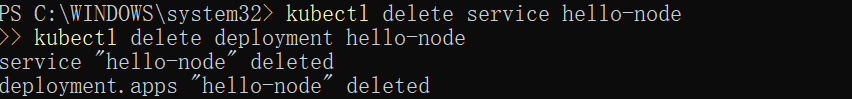 PS C:\WINDOWS\system32> kubectl delete service hello-node
>> kubectl delete deployment hello-node
service "hello-node" deleted
deployment.apps "hello-node" deleted